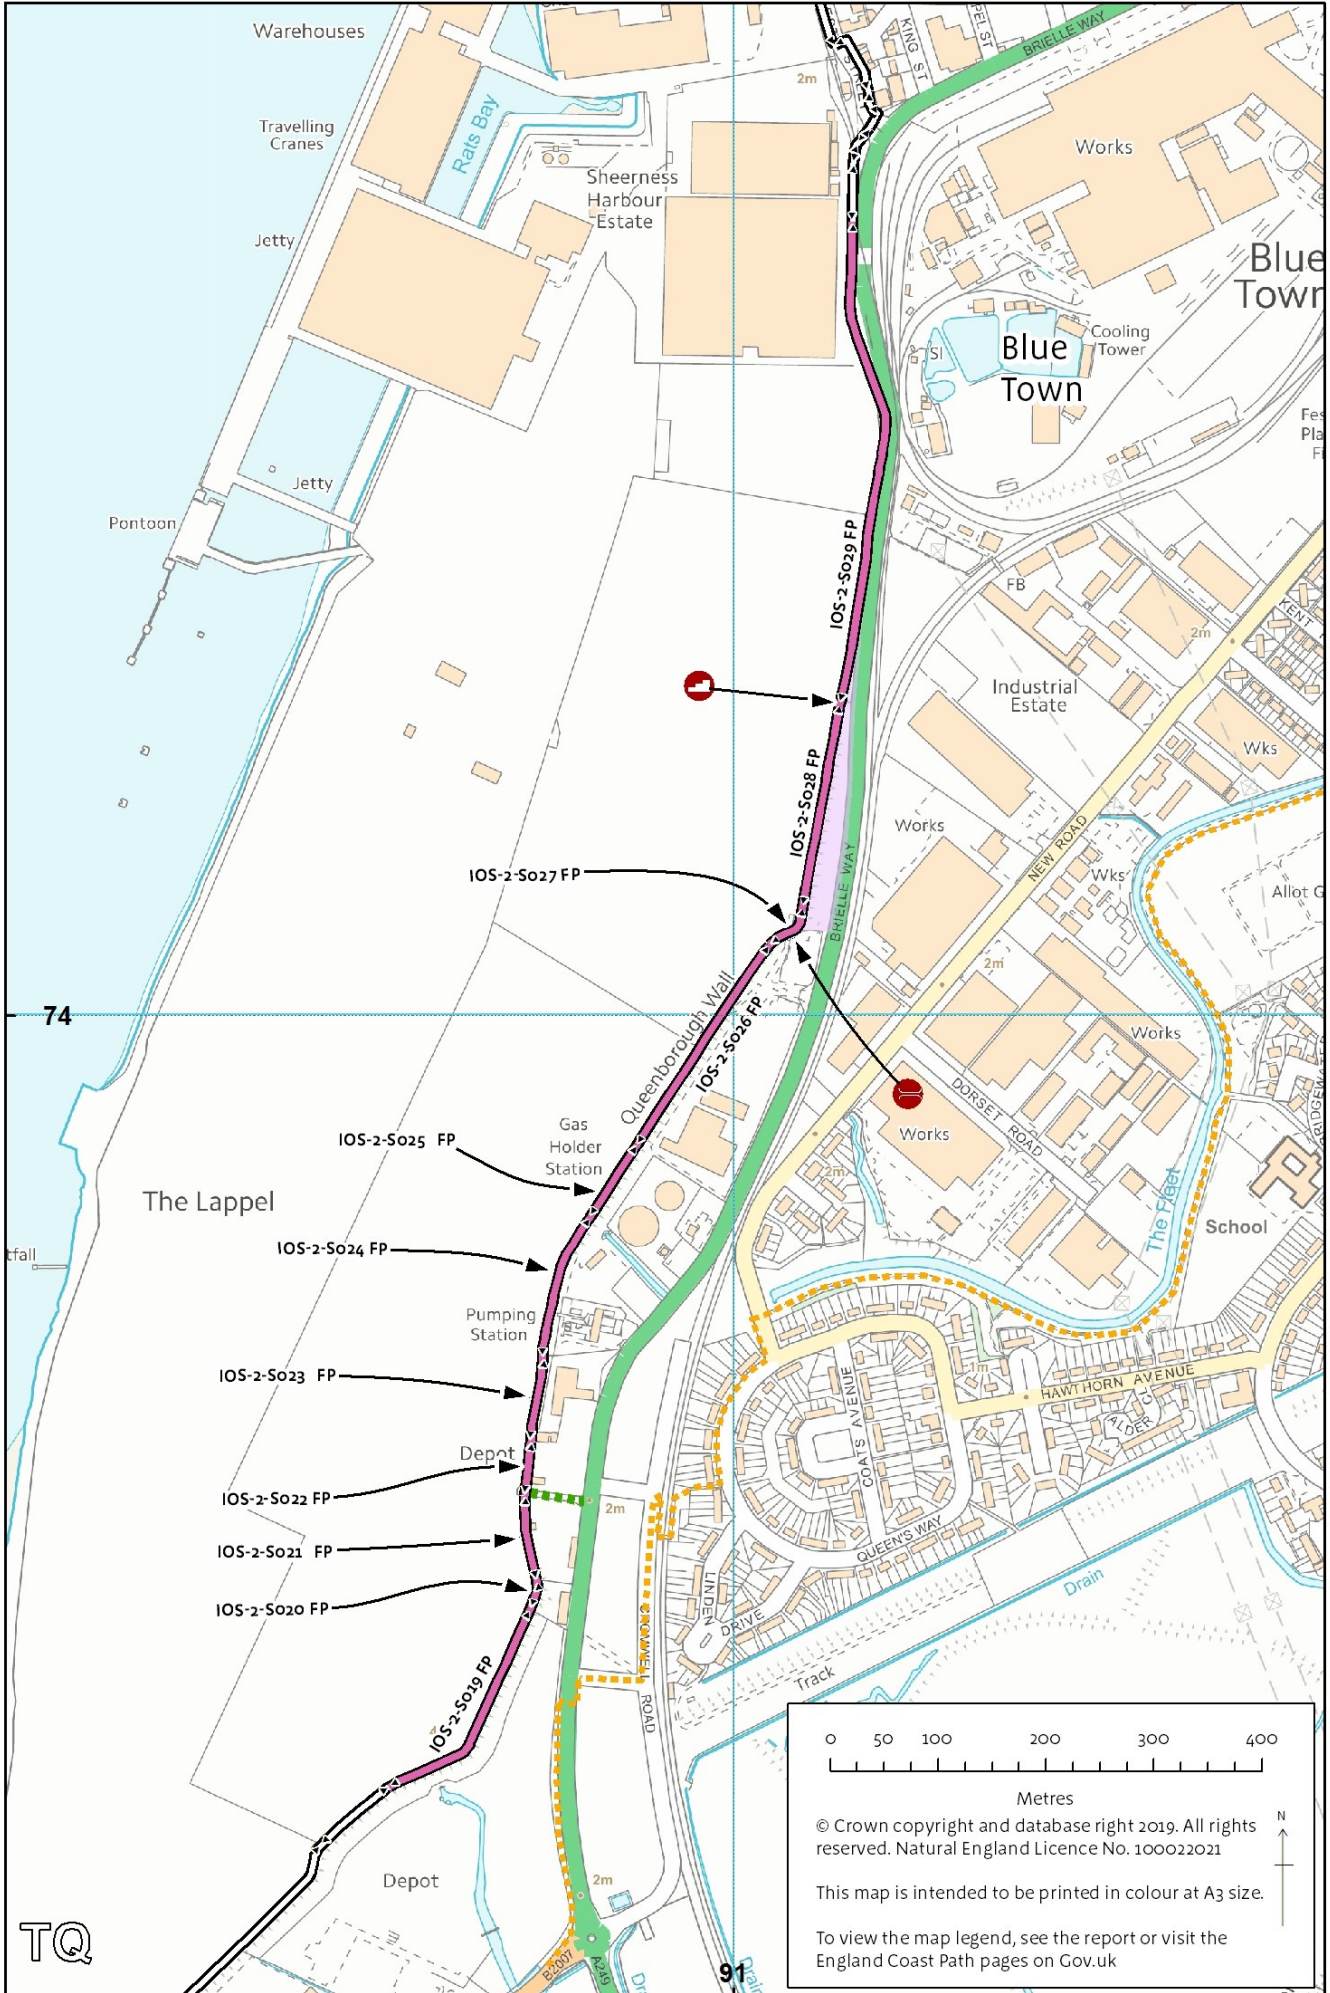 Warehouses
KING ST
BRIELLE WAY
2m
Rats Bay
Travelling
Cranes
Works
Sheerness
Harbour
Estate
Jetty
Blue
Cooling
Tower
SI
Blue
Town
Jetty
Pontoon
IOS-2-S029 FP
FB
KENT
2m
Industrial
Estate
Wks
IOS-2-S028 FP
Works
NEW ROAD
IOS-2-S027 FP
Wks
Allot G
BRIELLE WAY
2m
74
Queenborough Wall
IOS-2-S026 FP
Works
DORSET ROAD
Gas
Holder
Station
Works
IOS-2-S025 FP
2m
The Lappel
The Fleet
School
IOS-2-S024 FP
tfall
Pumping
Station
IOS-2-S023 FP
1m
HAWTHORN AVENUE
COATS AVENUE
ALDER CL
Depot
IOS-2-S022 FP
2m
IOS-2-S021 FP
QUEEN'S WAY
Drain
IOS-2-S020 FP
LINDEN DRIVE
IOS-2-S019 FP
ROAD
Track
0 50 100 200 300 400
Metres
© Crown copyright and database right 2019. All rights
reserved. Natural England Licence No. 100022021
N
This map is intended to be printed in colour at A3 size.
To view the map legend, see the report or visit the
England Coast Path pages on Gov.uk
Depot
2m
TQ
B2007
A249
91
Drain